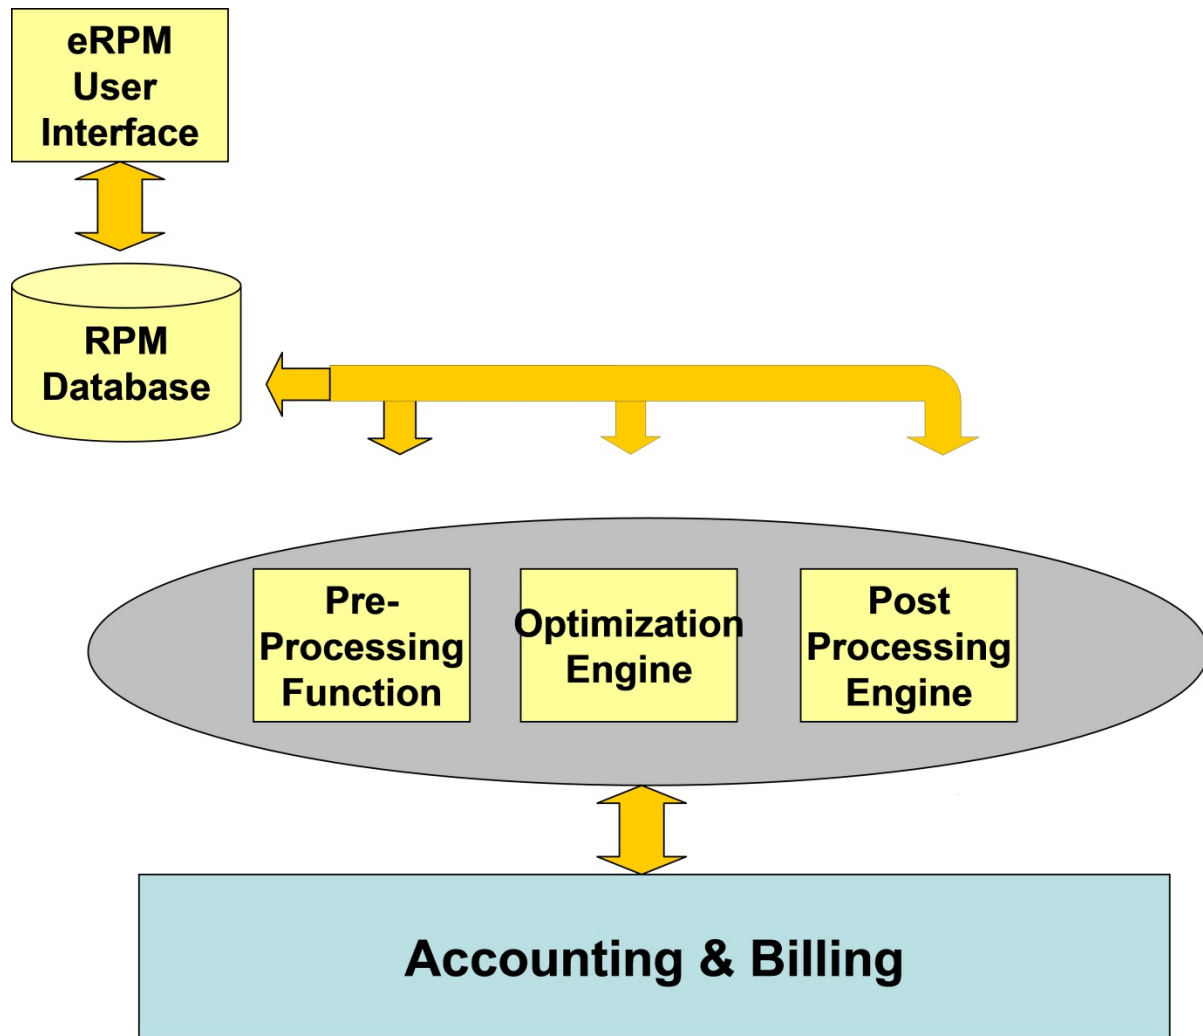 eRPM
User
Interface
RPM
Database
Pre-
Processing
Function
Optimization
Engine
Post
Processing
Engine
Accounting & Billing